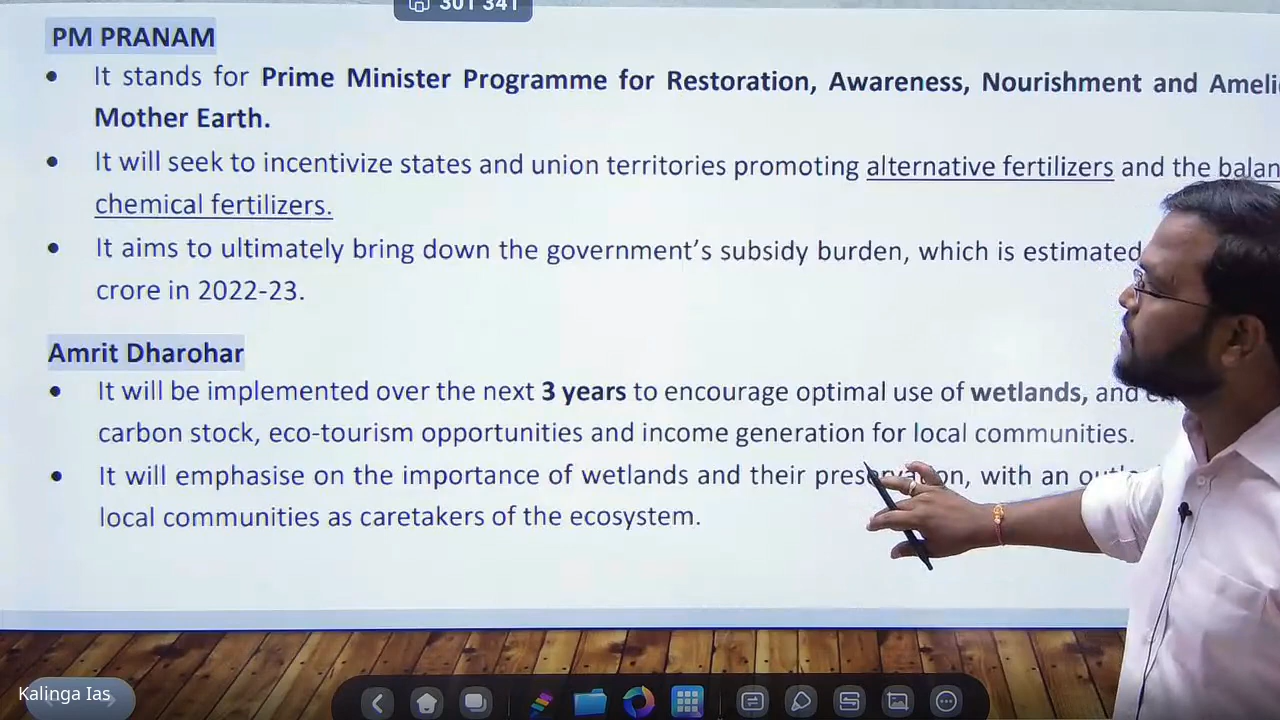 301 341
PM PRANAM
It stands for Prime Minister Programme for Restoration, Awareness, Nourishment and
Mother Earth.
It will seek to incentivize states and union territories promoting alternative fertilizers and the
chemical fertilizers.
It aims to ultimately bring down the government's subsidy burden, which is estimated
crore in 2022-23.
Amrit Dharohar
It will be implemented over the next 3 years to encourage optimal use of wetlands, and
carbon stock, eco-tourism opportunities and income generation for local communities.
It will emphasise on the importance of wetlands and their preservation, with an
local communities as caretakers of the ecosystem.
Kalinga Ias